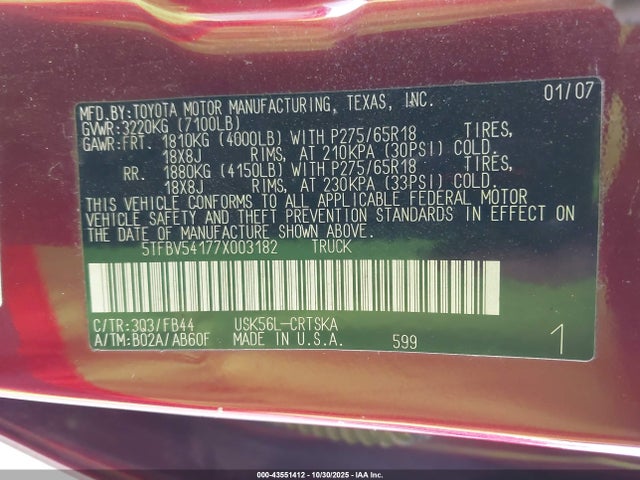 MFD.BY: TOYOTA MOTOR MANUFACTURING, TEXAS, INC. 01/07
GVWR: 3220KG (7100LB)
GAWR: FRT. 1810KG (4000LB) WITH P275/65R18 TIRES,
18X8J RIMS, AT 210KPA (30PSI) COLD.
RR. 1880KG (4150LB) WITH P275/65R18 TIRES,
18X8J RIMS, AT 230KPA (33PSI) COLD.
THIS VEHICLE CONFORMS TO ALL APPLICABLE FEDERAL MOTOR
VEHICLE SAFETY AND THEFT PREVENTION STANDARDS IN EFFECT ON
THE DATE OF MANUFACTURE SHOWN ABOVE.
5TFBV54177X003182 TRUCK
C/TR: 3Q3/FB44 USK56L-CRTSKA
A/TM: B02A/AB60F MADE IN U.S.A. 599 1
000-43551412 - 10/30/2025 - IAA Inc.